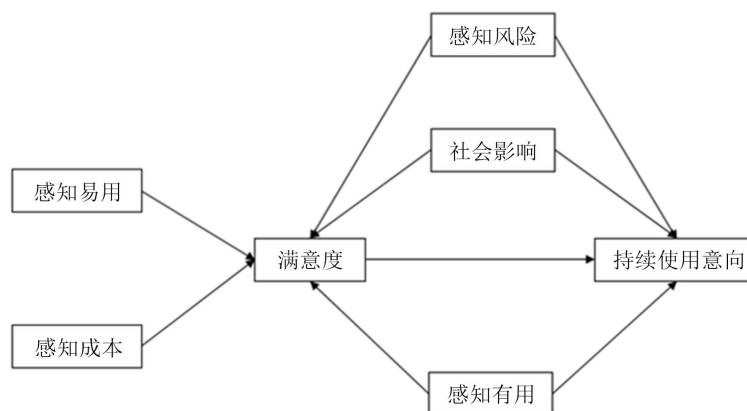 感知风险
社会影响
感知易用
满意度
持续使用意向
感知成本
感知有用